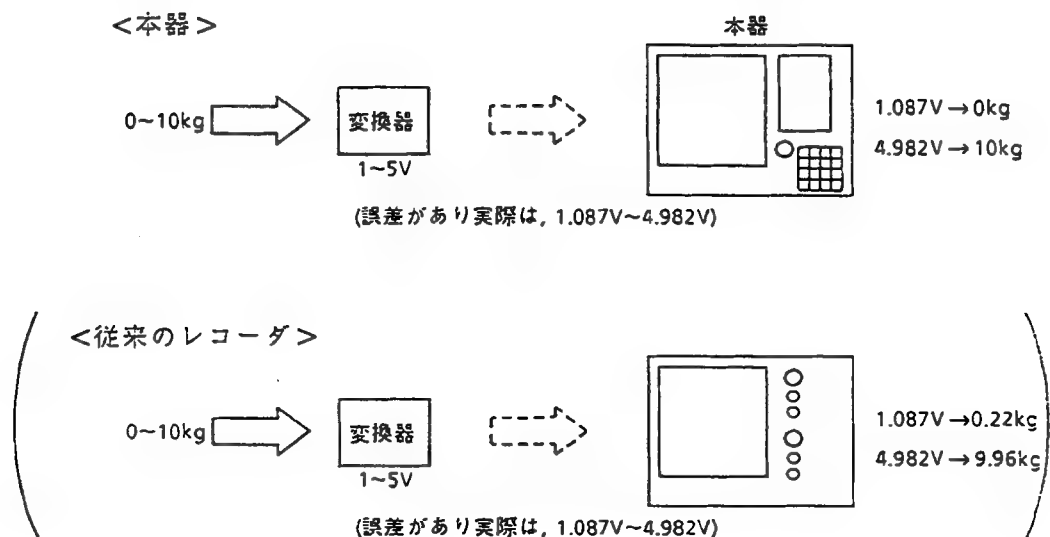 <本器>
本器
0~10kg
変換器
1.087V→0kg
4.982V→10kg
1~5V
(誤差があり実際は, 1.087V~4.982V)
<従来のレコーダ>
0~10kg
変換器
1.087V→0.22kg
4.982V→9.96kg
1~5V
(誤差があり実際は, 1.087V~4.982V)